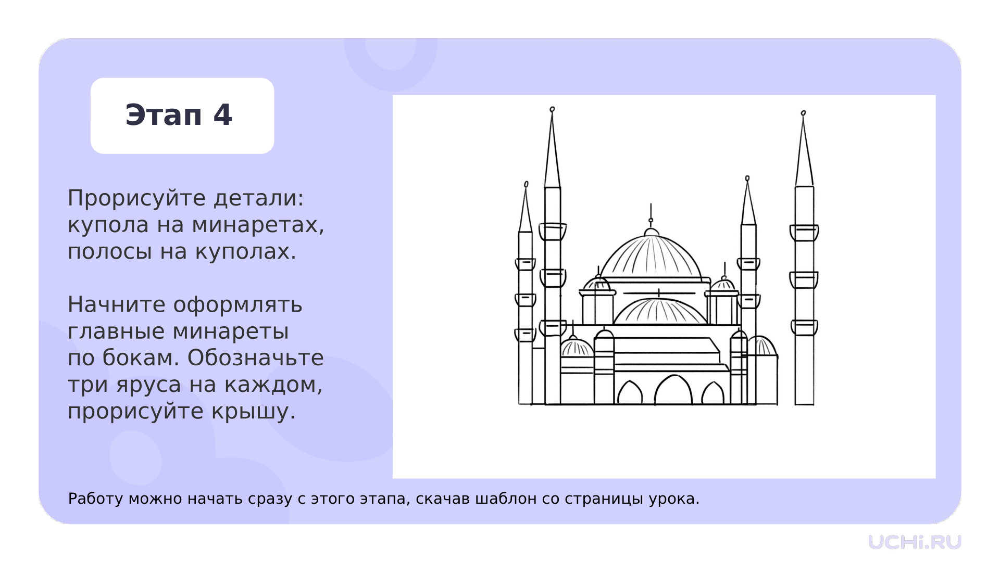 Этап 4
Прорисуйте детали:
купола на минаретах,
полосы на куполах.
Начните оформлять
главные минареты
по бокам. Обозначьте
три яруса на каждом,
прорисуйте крышу.
Работу можно начать сразу с этого этапа, скачав шаблон со страницы урока.
UCHi.RU